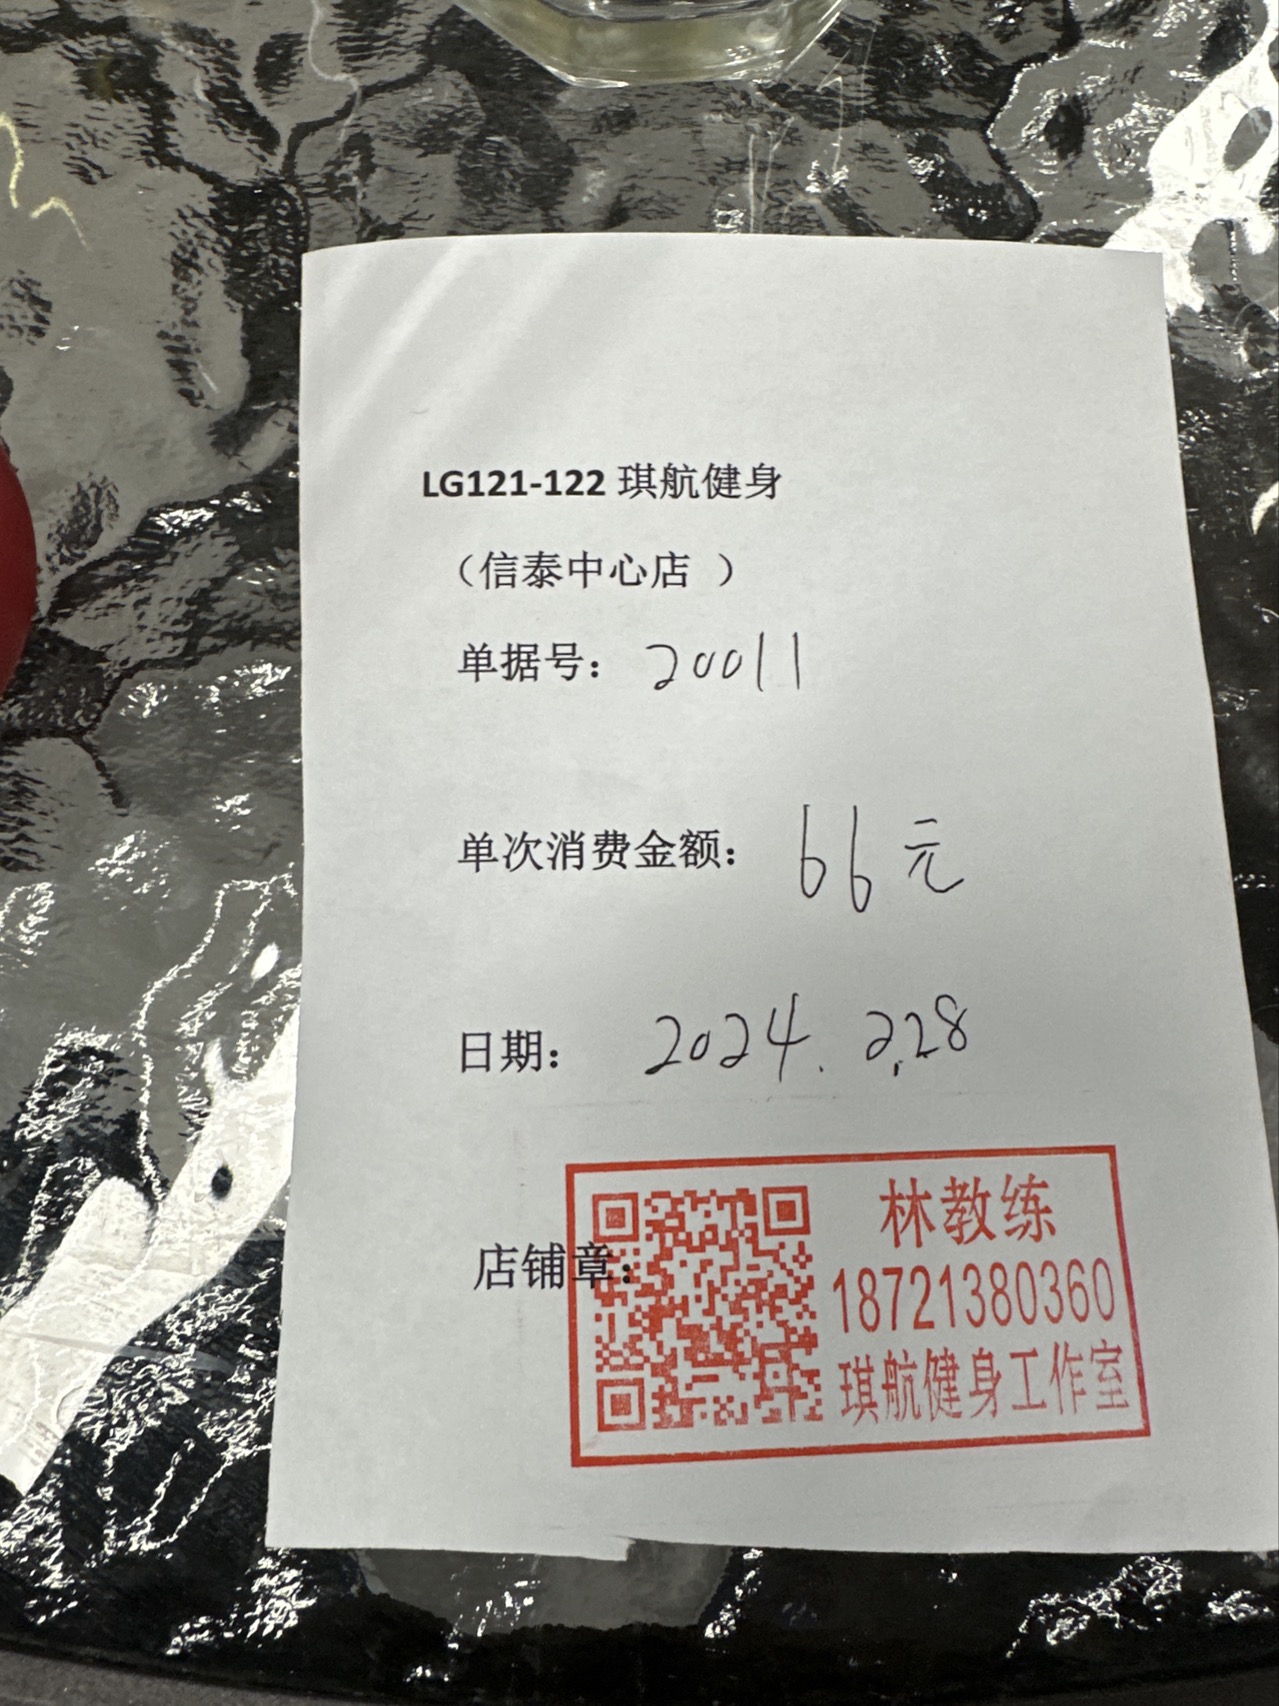 LG121-122 琪航健身
（信泰中心店 ）
单据号： 20011
单次消费金额： 66元
日期： 2024.2.28
店铺章：
林教练
18721380360
琪航健身工作室